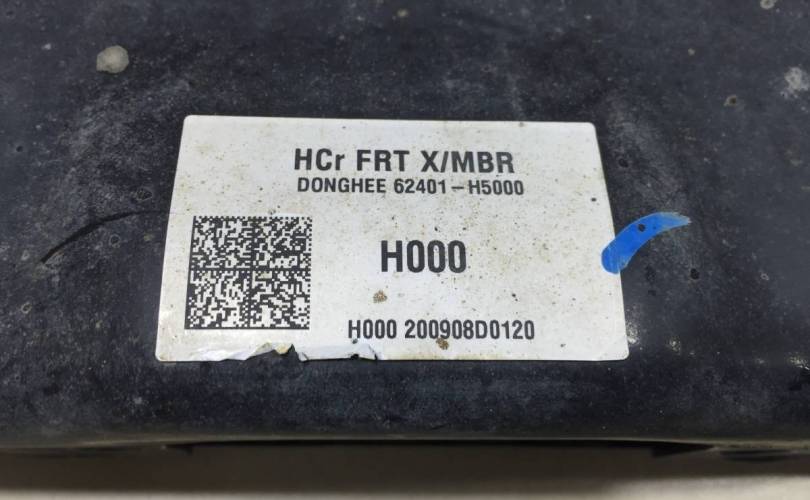 HCr FRT X/MBR
DONGHEE 62401-H5000
H000
H000 200908D0120